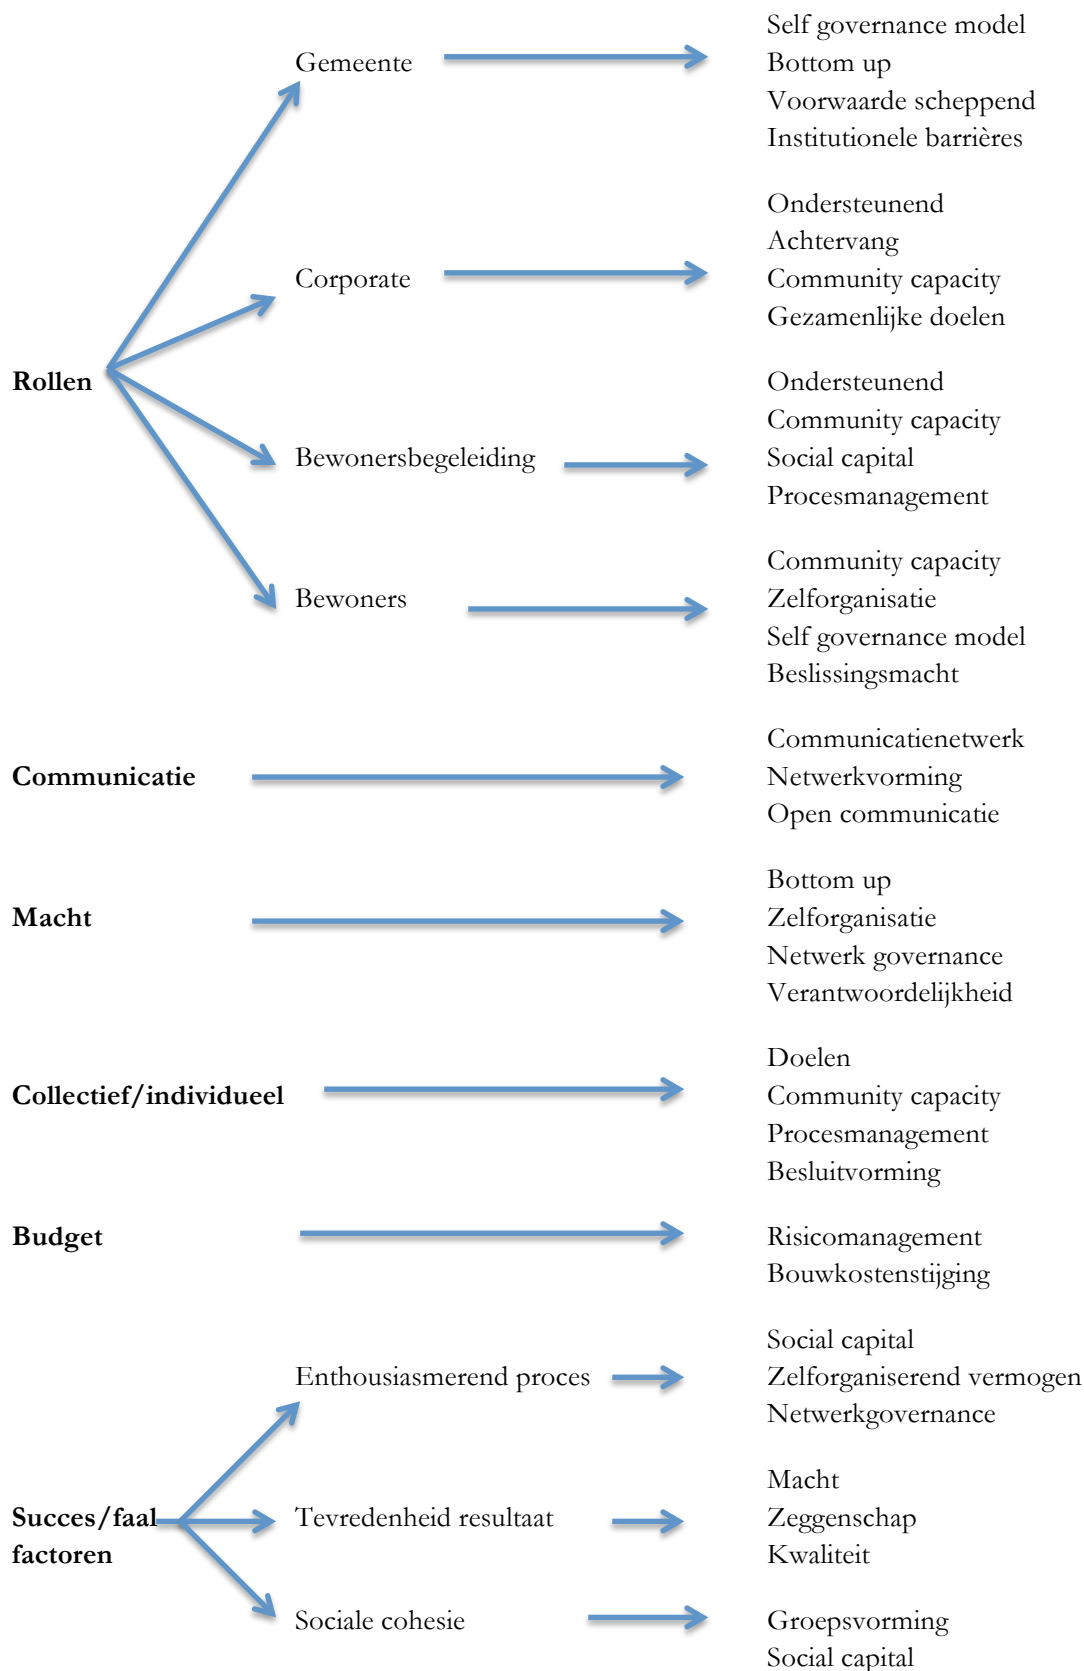 Rollen
Gemeente
Self governance model
Bottom up
Voorwaarde scheppend
Institutionele barrières
Corporate
Ondersteunend
Achtervang
Community capacity
Gezamenlijke doelen
Bewonersbegeleiding
Ondersteunend
Community capacity
Social capital
Procesmanagement
Bewoners
Community capacity
Zelforganisatie
Self governance model
Beslissingsmacht
Communicatie
Communicatienetwerk
Netwerkvorming
Open communicatie
Macht
Bottom up
Zelforganisatie
Netwerk governance
Verantwoordelijkheid
Collectief/individueel
Doelen
Community capacity
Procesmanagement
Besluitvorming
Budget
Risicomanagement
Bouwkostenstijging
Succes/faal
factoren
Enthousiasmerend proces
Social capital
Zelforganiserend vermogen
Netwerkgovernance
Tevredenheid resultaat
Macht
Zeggenschap
Kwaliteit
Sociale cohesie
Groepsvorming
Social capital